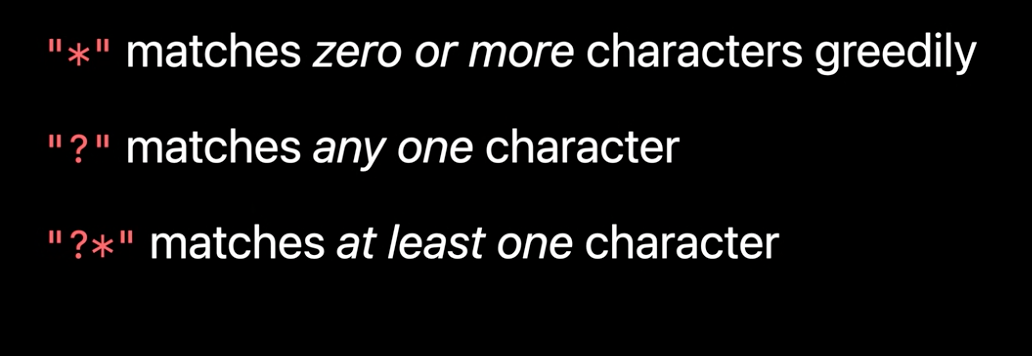 "*" matches zero or more characters greedily
"?" matches any one character
"?*" matches at least one character